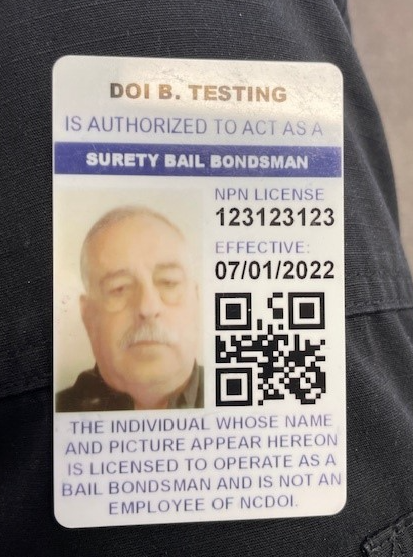 DOI B. TESTING
IS AUTHORIZED TO ACT AS A
SURETY BAIL BONDSMAN
NPN LICENSE
123123123
EFFECTIVE:
07/01/2022
THE INDIVIDUAL WHOSE NAME
AND PICTURE APPEAR HEREON
IS LICENSED TO OPERATE AS A
BAIL BONDSMAN AND IS NOT AN
EMPLOYEE OF NCDOI.